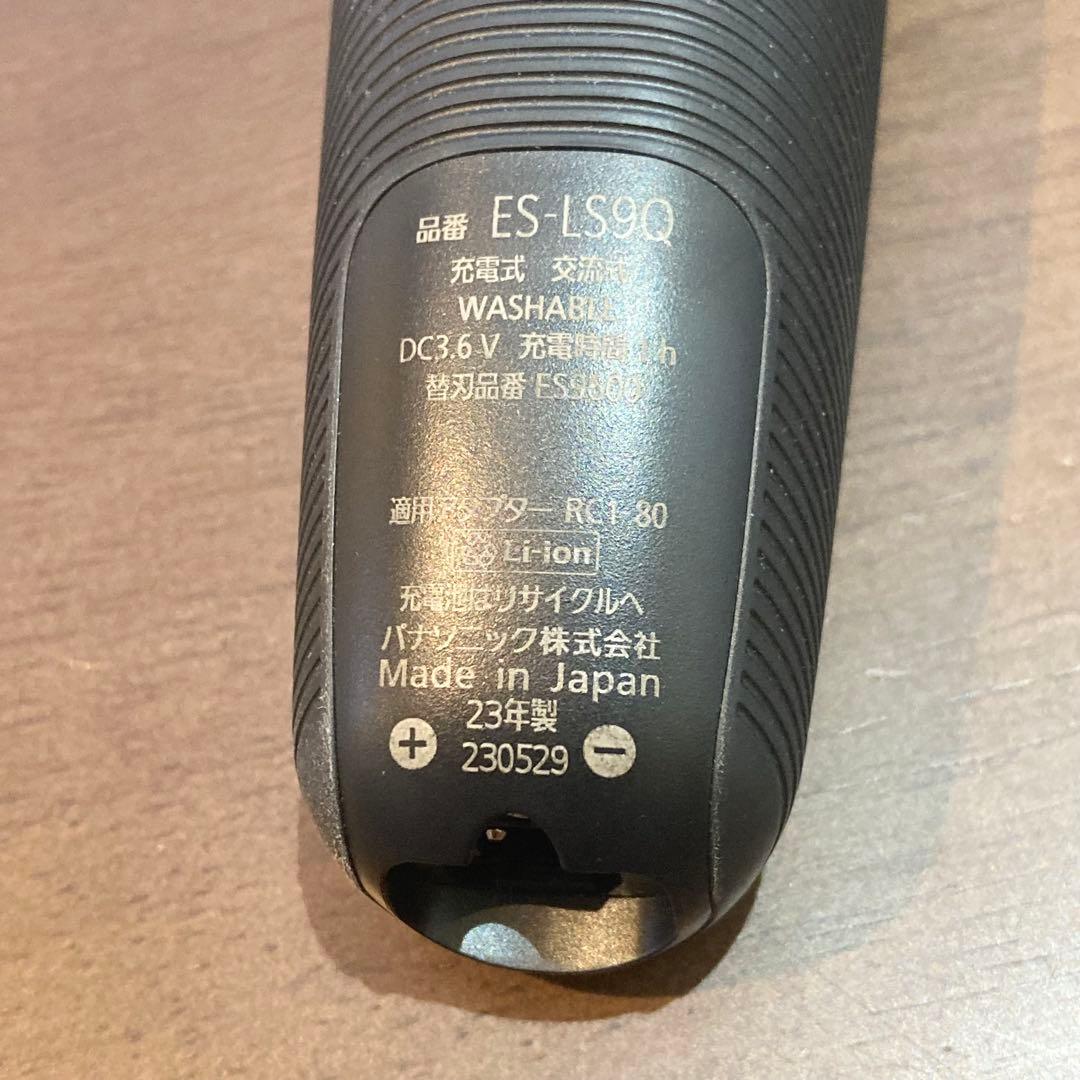 品番 ES-LS9Q
充電式 交流式
WASHABLE
DC3.6 V 充電時間 1 h
替刃品番
適用アダプター 80
Li-ion
充電池はリサイクルへ
パナソニック株式会社
Made in Japan
23年製
+ 230529 −